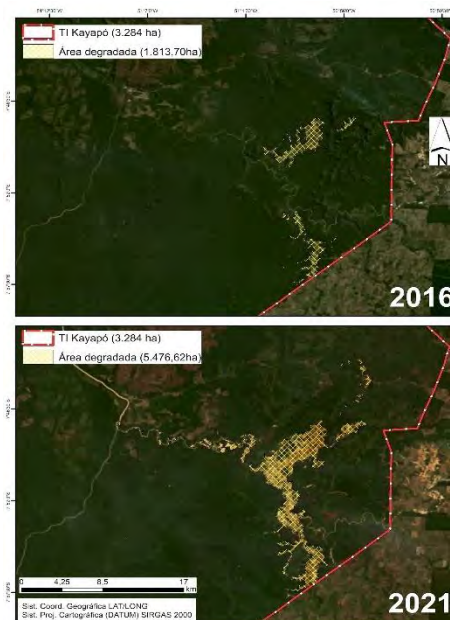 TI Kayapó (3.284 ha)
Área degradada (1.813.70ha)
N
2016
TI Kayapó (3.284 ha)
Área degradada (5.476,62ha)
0 4,25 8,5 17
km
Sist. Coord. Geográfica LAT/LONG
Sist. Proj. Cartográfica (DATUM) SIRGAS 2000
2021